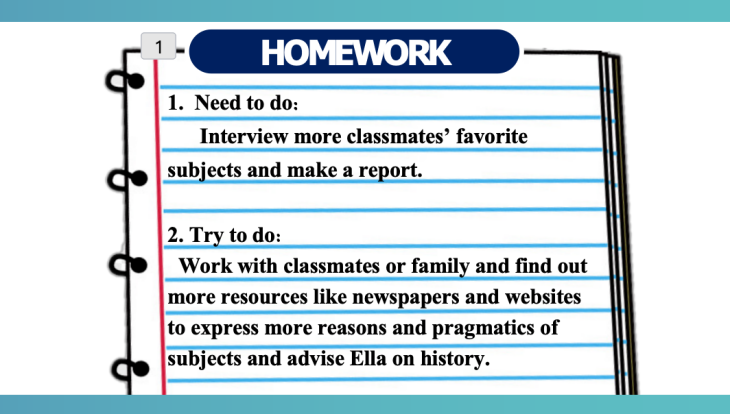 1
HOMEWORK
1. Need to do:
Interview more classmates’ favorite
subjects and make a report.
2. Try to do:
Work with classmates or family and find out
more resources like newspapers and websites
to express more reasons and pragmatics of
subjects and advise Ella on history.